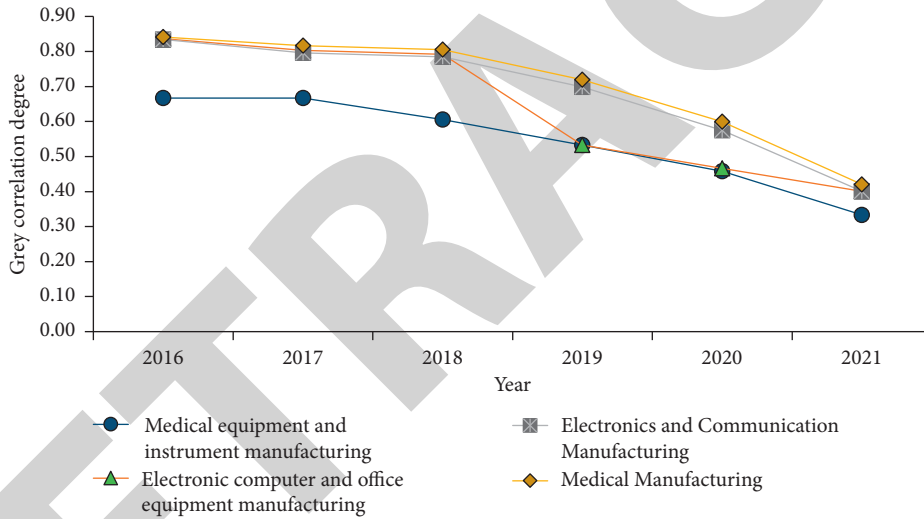 0.90
0.80
0.70
0.60
0.50
0.40
0.30
0.20
0.10
0.00
Grey correlation degree
2016 2017 2018 2019 2020 2021
Year
Medical equipment and
instrument manufacturing
Electronic computer and office
equipment manufacturing
Electronics and Communication
Manufacturing
Medical Manufacturing
ETRAC